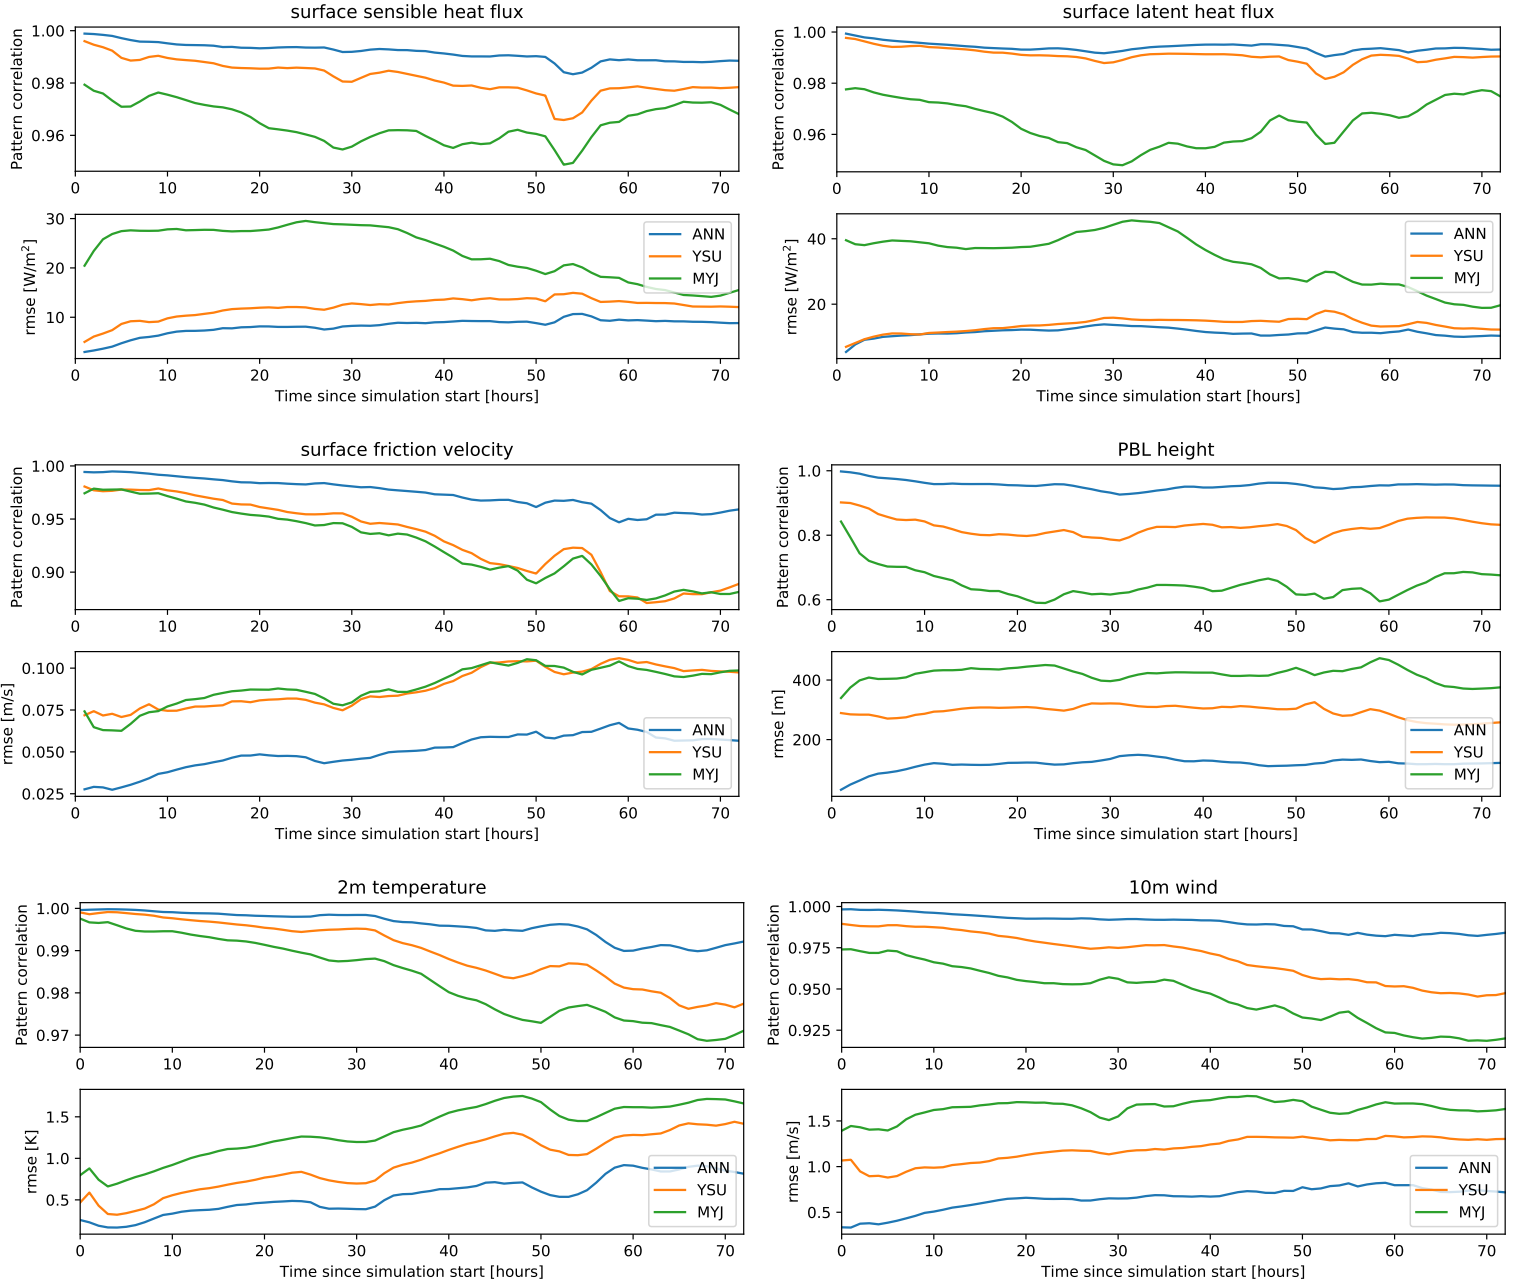 surface sensible heat flux
Pattern correlation
1.00
0.98
0.96
0 10 20 30 40 50 60 70
rmse [W/m²]
30
20
10
ANN
YSU
MYJ
0 10 20 30 40 50 60 70
Time since simulation start [hours]
surface latent heat flux
Pattern correlation
1.00
0.98
0.96
0 10 20 30 40 50 60 70
rmse [W/m²]
40
20
ANN
YSU
MYJ
0 10 20 30 40 50 60 70
Time since simulation start [hours]
surface friction velocity
Pattern correlation
1.00
0.95
0.90
0 10 20 30 40 50 60 70
rmse [m/s]
0.100
0.075
0.050
0.025
ANN
YSU
MYJ
0 10 20 30 40 50 60 70
Time since simulation start [hours]
PBL height
Pattern correlation
1.0
0.8
0.6
0 10 20 30 40 50 60 70
rmse [m]
400
200
ANN
YSU
MYJ
0 10 20 30 40 50 60 70
Time since simulation start [hours]
2m temperature
Pattern correlation
1.00
0.99
0.98
0.97
0 10 20 30 40 50 60 70
rmse [K]
1.5
1.0
0.5
ANN
YSU
MYJ
0 10 20 30 40 50 60 70
Time since simulation start [hours]
10m wind
Pattern correlation
1.000
0.975
0.950
0.925
0 10 20 30 40 50 60 70
rmse [m/s]
1.5
1.0
0.5
ANN
YSU
MYJ
0 10 20 30 40 50 60 70
Time since simulation start [hours]